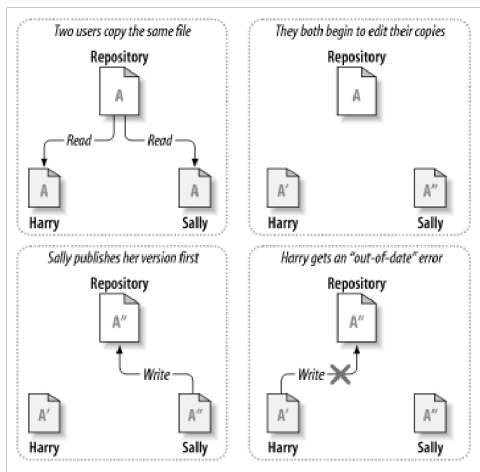 Two users copy the same file
Repository
A
Read Read
A A
Harry Sally
They both begin to edit their copies
Repository
A
A' A"
Harry Sally
Sally publishes her version first
Repository
A"
Write
A' A"
Harry Sally
Harry gets an "out-of-date" error
Repository
A"
Write
A' A"
Harry Sally